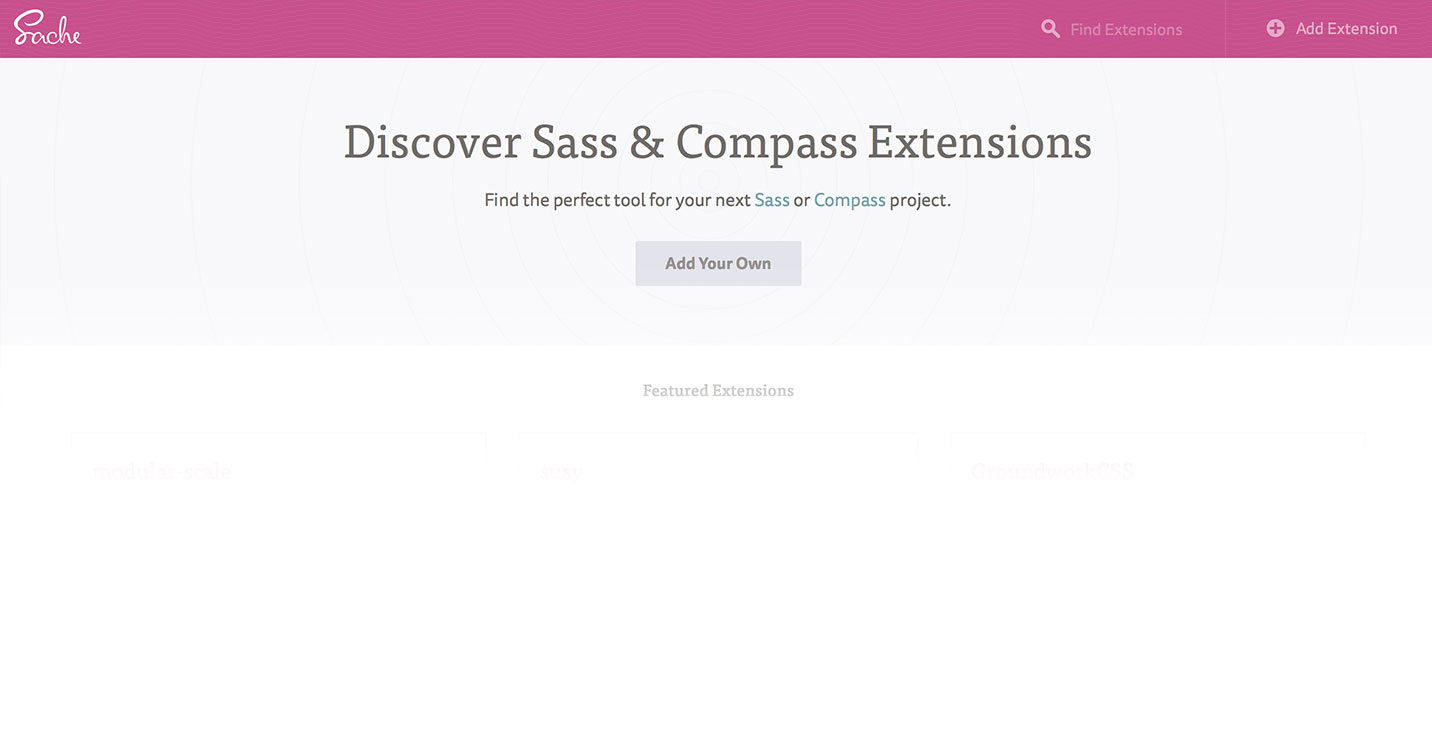 Sache
Find Extensions
Add Extension
Discover Sass & Compass Extensions
Find the perfect tool for your next Sass or Compass project.
Add Your Own
Featured Extensions
modular-scale
susy
GroundworkCSS